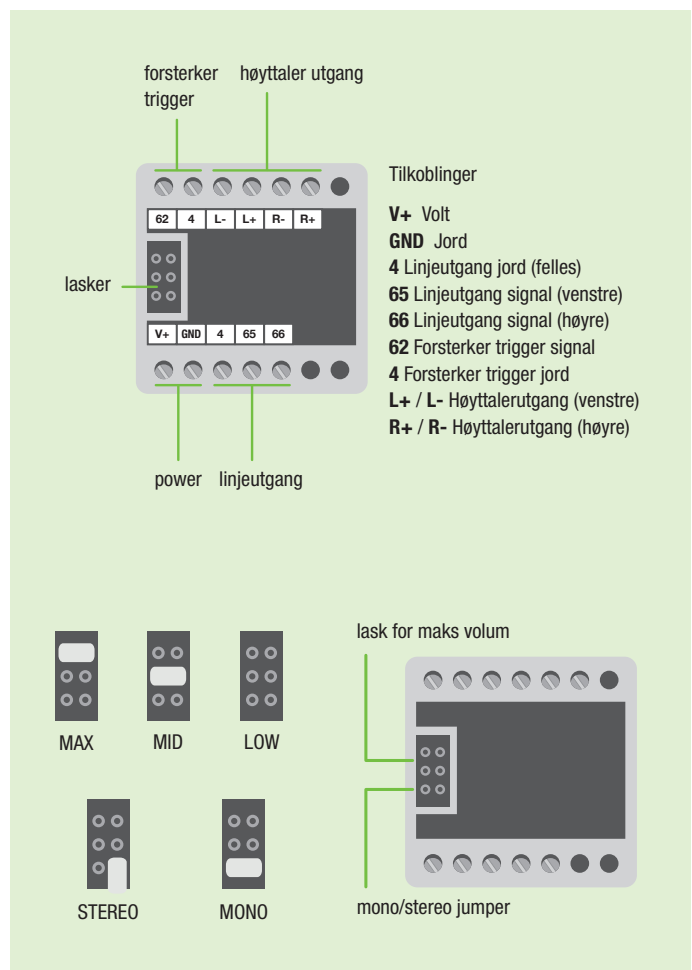 forsterker
trigger
høyttaler utgang
62 4 L- L+ R- R+
lasker
V+ GND 4 65 66
power
linjeutgang
Tilkoblinger
V+ Volt
GND Jord
4 Linjeutgang jord (felles)
65 Linjeutgang signal (venstre)
66 Linjeutgang signal (høyre)
62 Forsterker trigger signal
4 Forsterker trigger jord
L+ / L- Høyttalerutgang (venstre)
R+ / R- Høyttalerutgang (høyre)
MAX
MID
LOW
STEREO
MONO
lask for maks volum
mono/stereo jumper